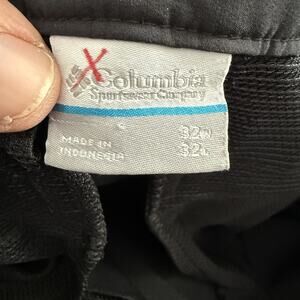 Columbia
Sportswear Company
MADE IN
INDONESIA
32W
32L